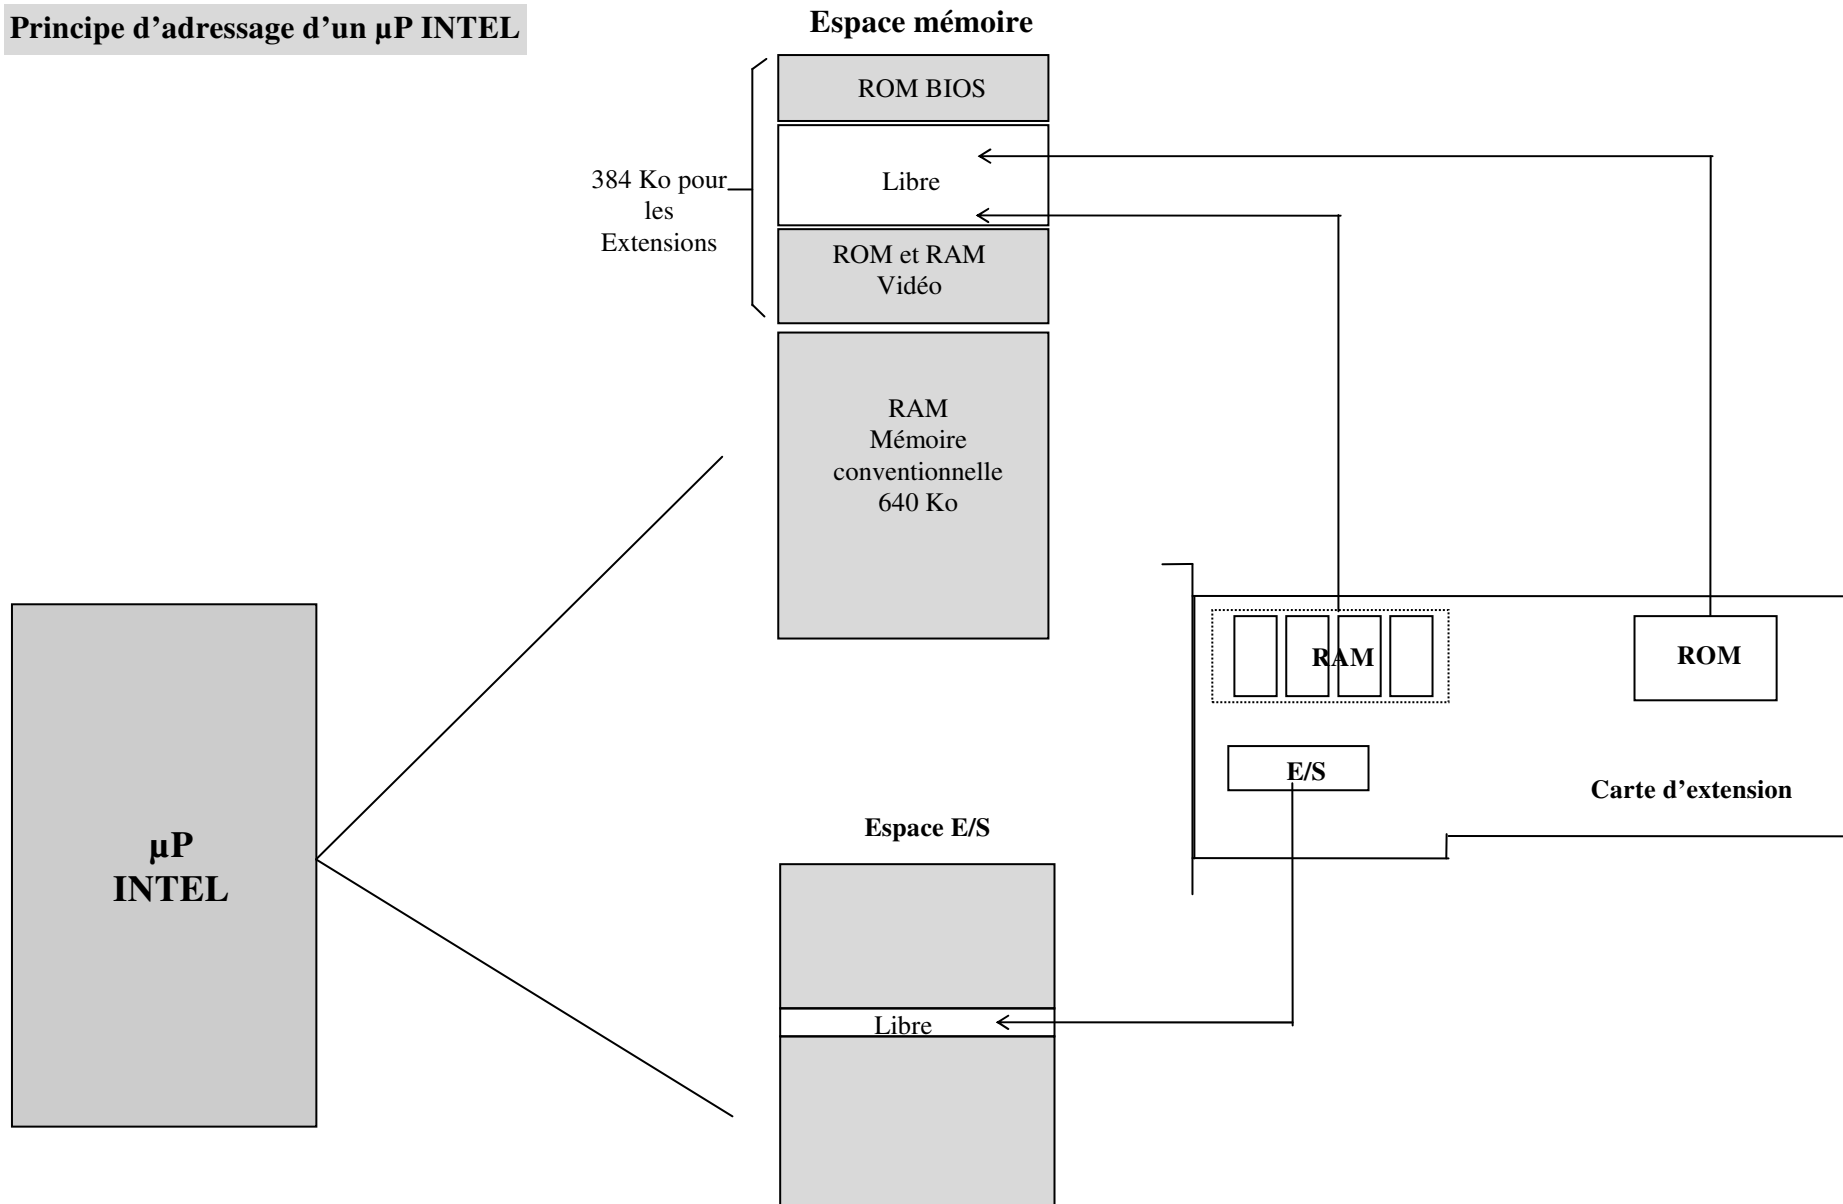 Principe d’adressage d’un µP INTEL
Espace mémoire
ROM BIOS
384 Ko pour
les
Extensions
Libre
ROM et RAM
Vidéo
RAM
Mémoire
conventionnelle
640 Ko
RAM
ROM
E/S
Carte d’extension
µP
INTEL
Espace E/S
Libre